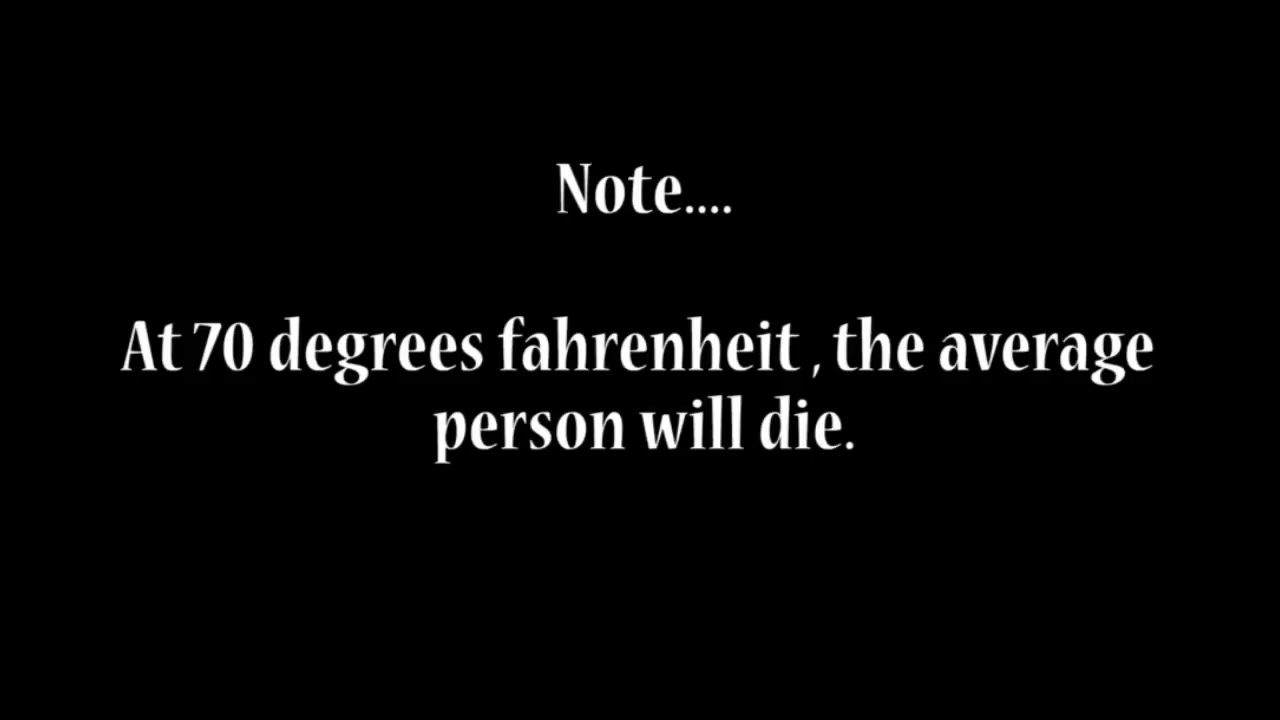 Note....
At 70 degrees fahrenheit , the average
person will die.